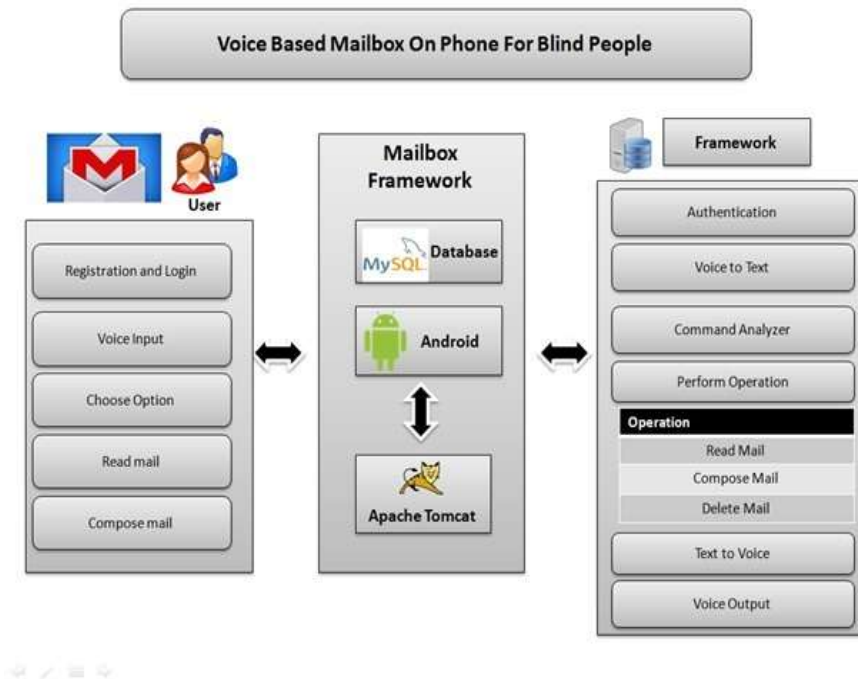 Voice Based Mailbox On Phone For Blind People
User
Registration and Login
Voice Input
Choose Option
Read mail
Compose mail
Mailbox
Framework
MySQL
Database
Android
Apache Tomcat
Framework
Authentication
Voice to Text
Command Analyzer
Perform Operation
Operation
Read Mail
Compose Mail
Delete Mail
Text to Voice
Voice Output